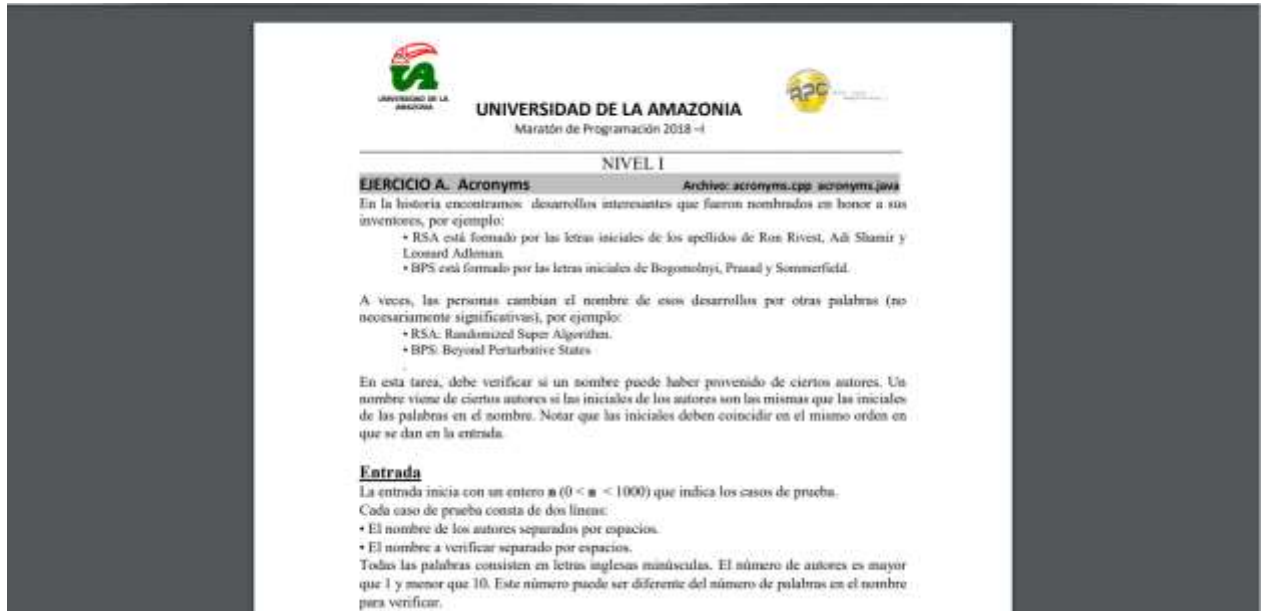 UNIVERSIDAD DE LA
AMAZONIA
RPC
UNIVERSIDAD DE LA AMAZONIA
Maratón de Programación 2018 –I
NIVEL I
EJERCICIO A. Acronyms Archivo: acronyms.cpp acronyms.java
En la historia encontramos desarrollos interesantes que fueron nombrados en honor a sus
inventores, por ejemplo:
• RSA está formado por las letras iniciales de los apellidos de Ron Rivest, Adi Shamir y
Leonard Adleman.
• BPS está formado por las letras iniciales de Bogomolnyi, Prasad y Sommerfield.
A veces, las personas cambian el nombre de esos desarrollos por otras palabras (no
necesariamente significativas), por ejemplo:
• RSA: Randomized Super Algorithm.
• BPS: Beyond Perturbative States
.
En esta tarea, debe verificar si un nombre puede haber provenido de ciertos autores. Un
nombre viene de ciertos autores si las iniciales de los autores son las mismas que las iniciales
de las palabras en el nombre. Notar que las iniciales deben coincidir en el mismo orden en
que se dan en la entrada.
Entrada
La entrada inicia con un entero n (0 < n < 1000) que indica los casos de prueba.
Cada caso de prueba consta de dos líneas:
• El nombre de los autores separados por espacios.
• El nombre a verificar separado por espacios.
Todas las palabras consisten en letras inglesas minúsculas. El número de autores es mayor
que 1 y menor que 10. Este número puede ser diferente del número de palabras en el nombre
para verificar.